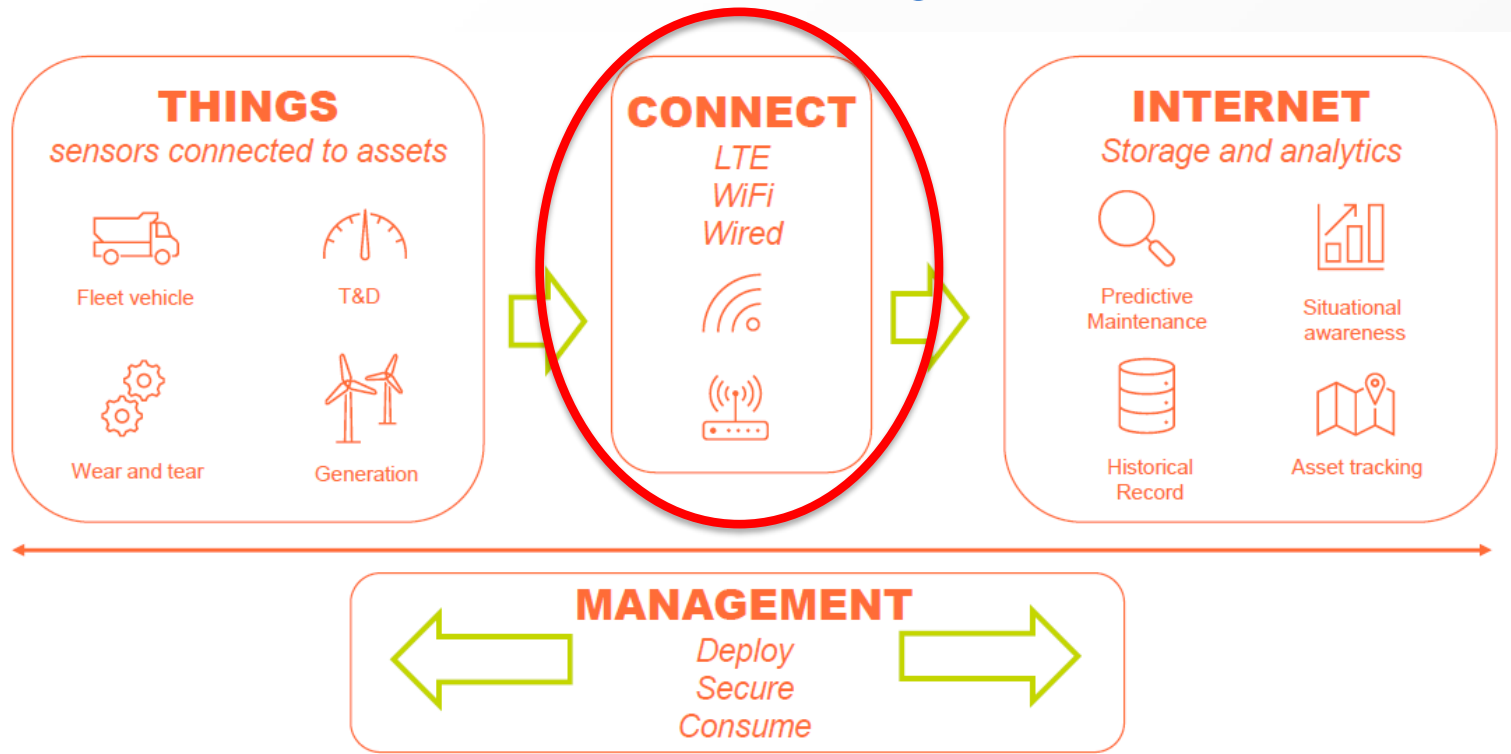 THINGS
sensors connected to assets
Fleet vehicle
T&D
Wear and tear
Generation
CONNECT
LTE
WiFi
Wired
INTERNET
Storage and analytics
Predictive
Maintenance
Situational
awareness
Historical
Record
Asset tracking
MANAGEMENT
Deploy
Secure
Consume